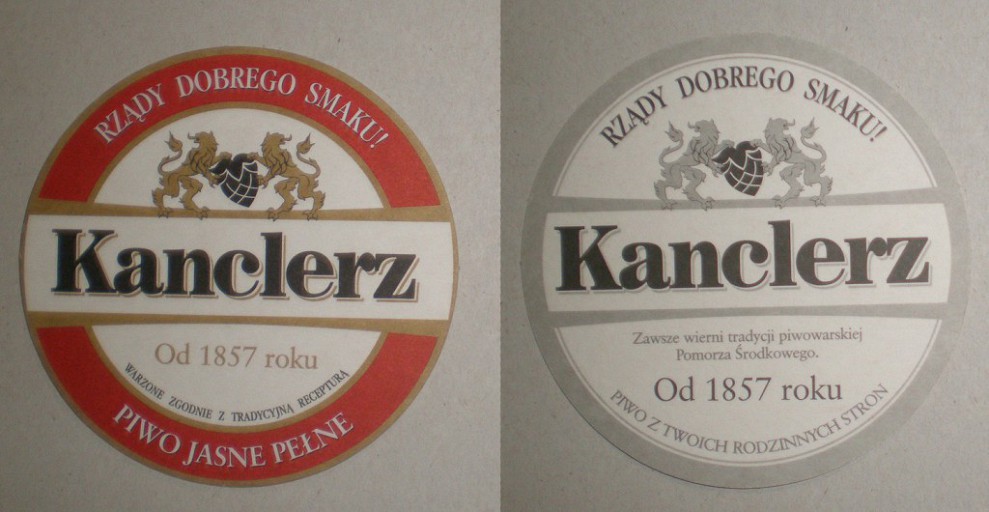 RZĄDY DOBREGO SMAKU!
Kanclerz
Od 1857 roku
WARZONE ZGODNIE Z TRADYCYJNĄ RECEPTURĄ
PIWO JASNE PEŁNE
RZĄDY DOBREGO SMAKU!
Kanclerz
Zawsze wierni tradycji piwowarskiej
Pomorza Środkowego.
Od 1857 roku
PIWO Z TWOICH RODZINNYCH STRON